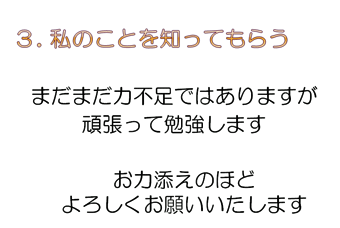 ３．私のことを知ってもらう
まだまだ力不足ではありますが
頑張って勉強します
お力添えのほど
よろしくお願いいたします